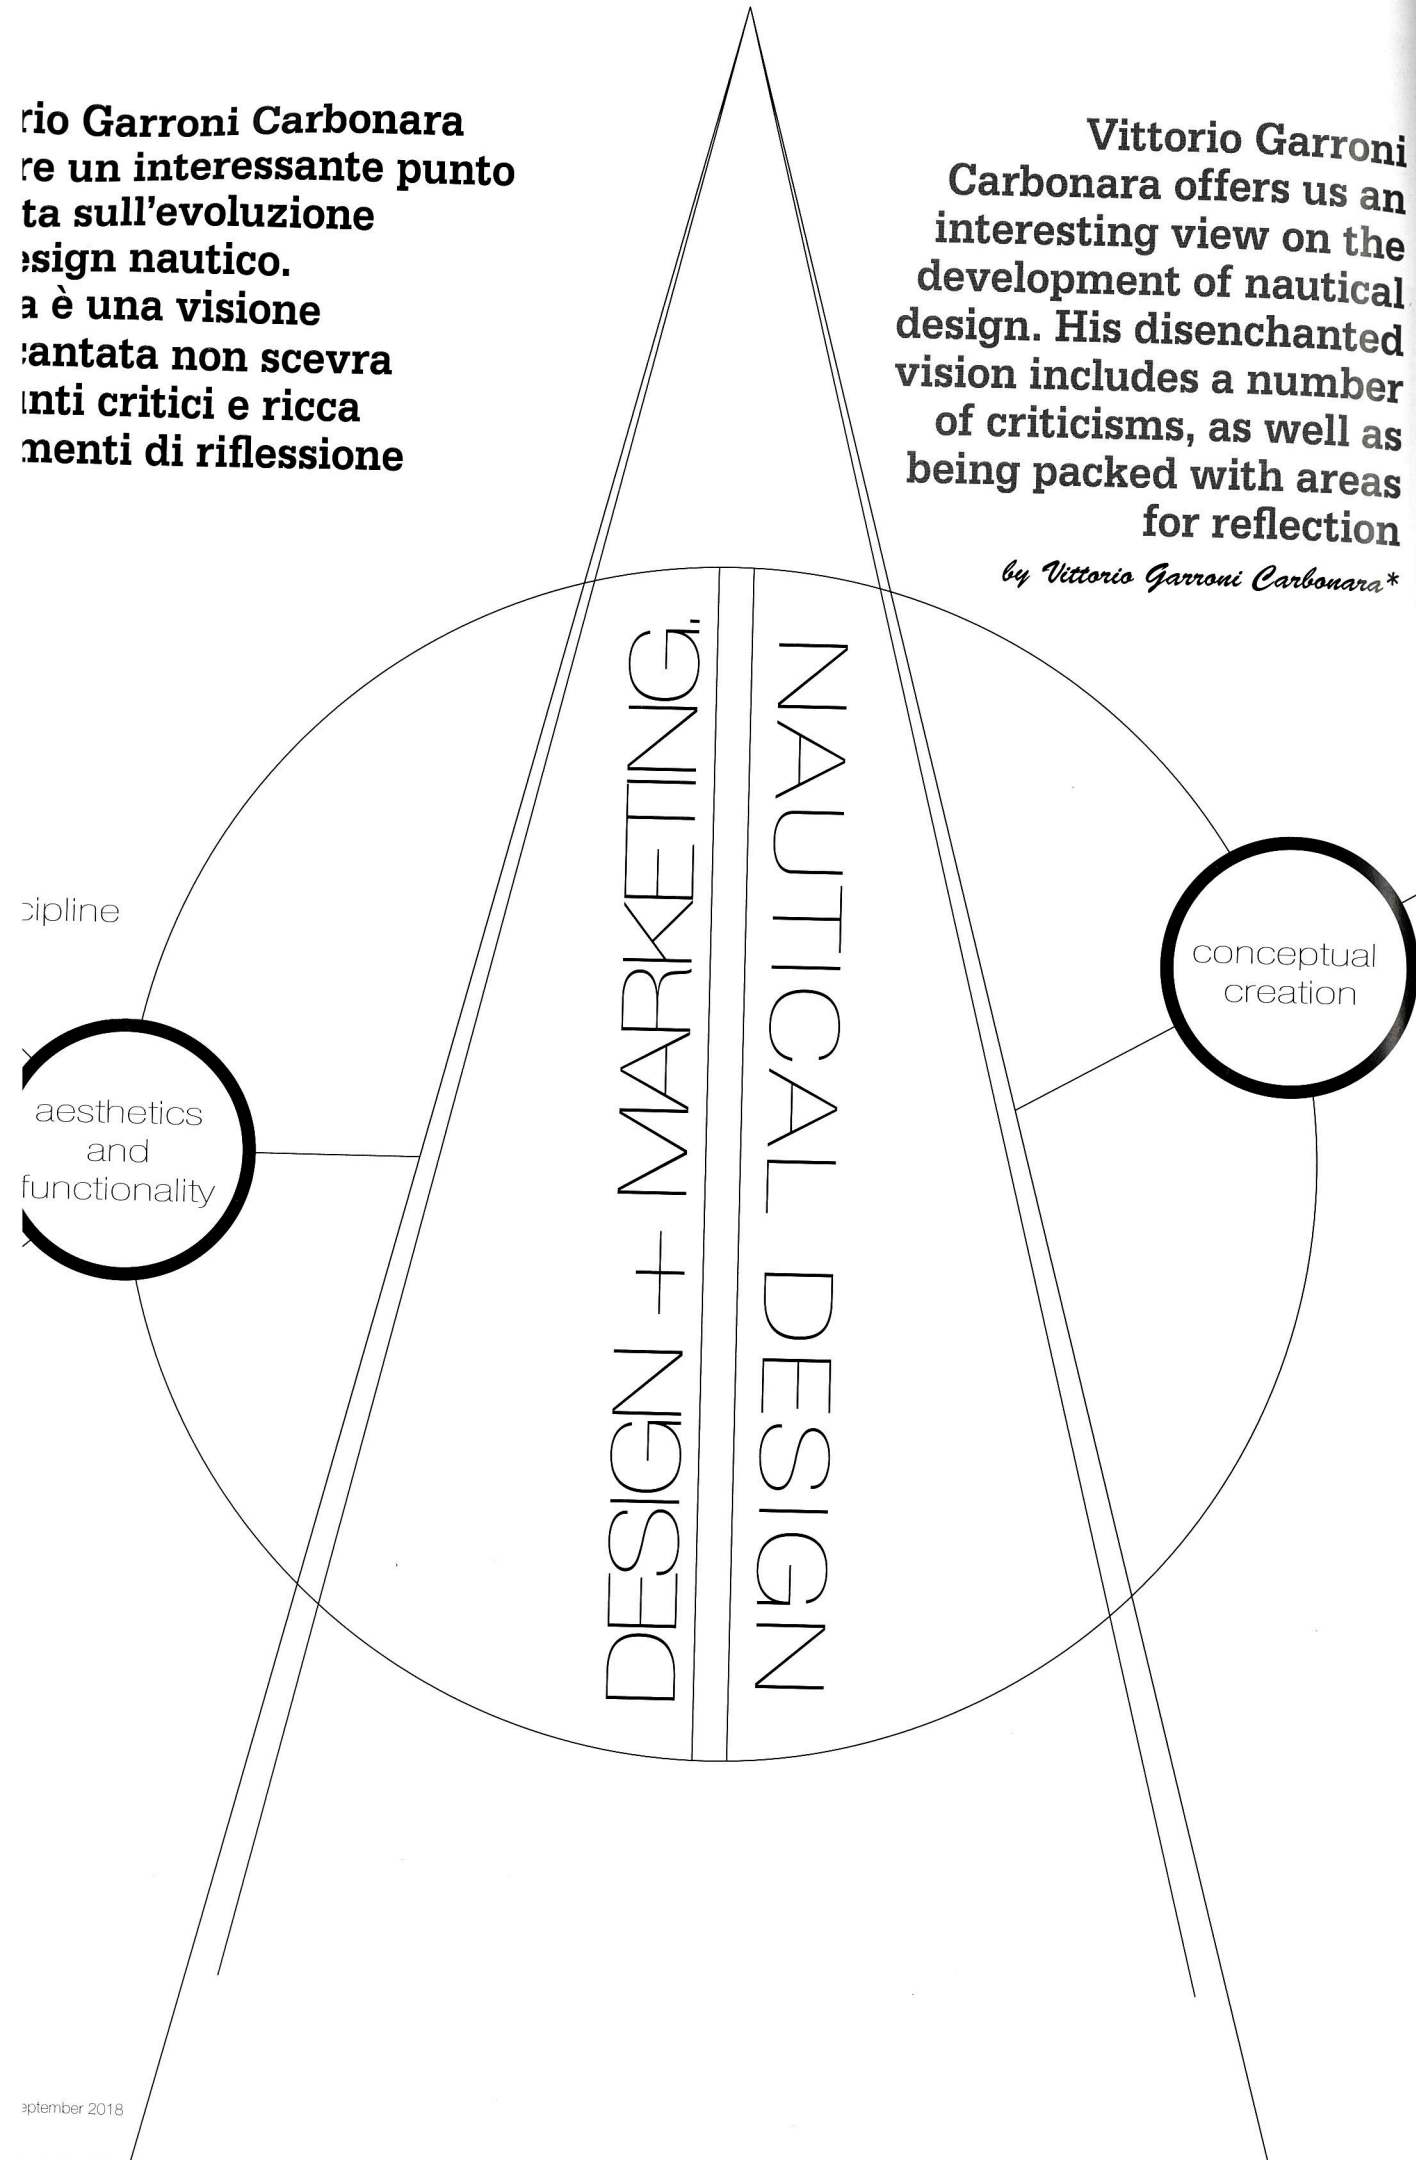 rio Garroni Carbonara
re un interessante punto
ta sull'evoluzione
esign nautico.
a è una visione
cantata non scevra
unti critici e ricca
menti di riflessione
Vittorio Garroni
Carbonara offers us an
interesting view on the
development of nautical
design. His disenchanted
vision includes a number
of criticisms, as well as
being packed with areas
for reflection
by Vittorio Garroni Carbonara*
DESIGN + MARKETING.
NAUTICAL DESIGN
cipline
conceptual
creation
aesthetics
and
functionality
eptember 2018